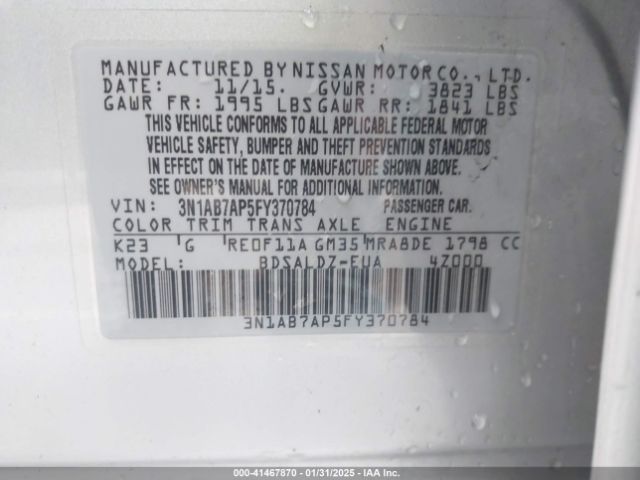 MANUFACTURED BY NISSAN MOTOR CO., LTD.
DATE: 11/15. GVWR: 3823 LBS
GAWR FR: 1995 LBS GAWR RR: 1841 LBS
THIS VEHICLE CONFORMS TO ALL APPLICABLE FEDERAL MOTOR
VEHICLE SAFETY, BUMPER AND THEFT PREVENTION STANDARDS
IN EFFECT ON THE DATE OF MANUFACTURE SHOWN ABOVE.
SEE OWNER'S MANUAL FOR ADDITIONAL INFORMATION
VIN: 3N1AB7AP5FY370784 PASSENGER CAR.
COLOR TRIM TRANS AXLE ENGINE
K23 G RE0F11A GM35 MRA8DE 1798 CC
MODEL: BDSALDZ-EUA 4Z000
3N1AB7AP5FY370784
000-41467870 | 01/31/2025 | IAA Inc.